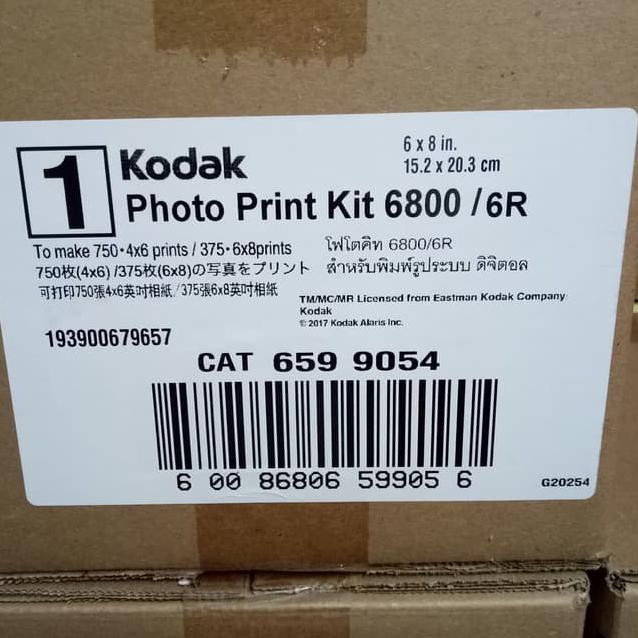 1
Kodak
6 x 8 in.
15.2 x 20.3 cm
Photo Print Kit 6800 /6R
To make 750・4x6 prints / 375・6x8prints
750枚(4x6) /375枚(6x8)の写真をプリント
可打印750張4x6英吋相紙/375張6x8英吋相紙
โฟโตคิท 6800/6R
สำหรับพิมพ์รูประบบ ดิจิตอล
TM/MC/MR Licensed from Eastman Kodak Company:
Kodak
© 2017 Kodak Alaris Inc.
193900679657
CAT 659 9054
6 00 86806 59905 6
G20254